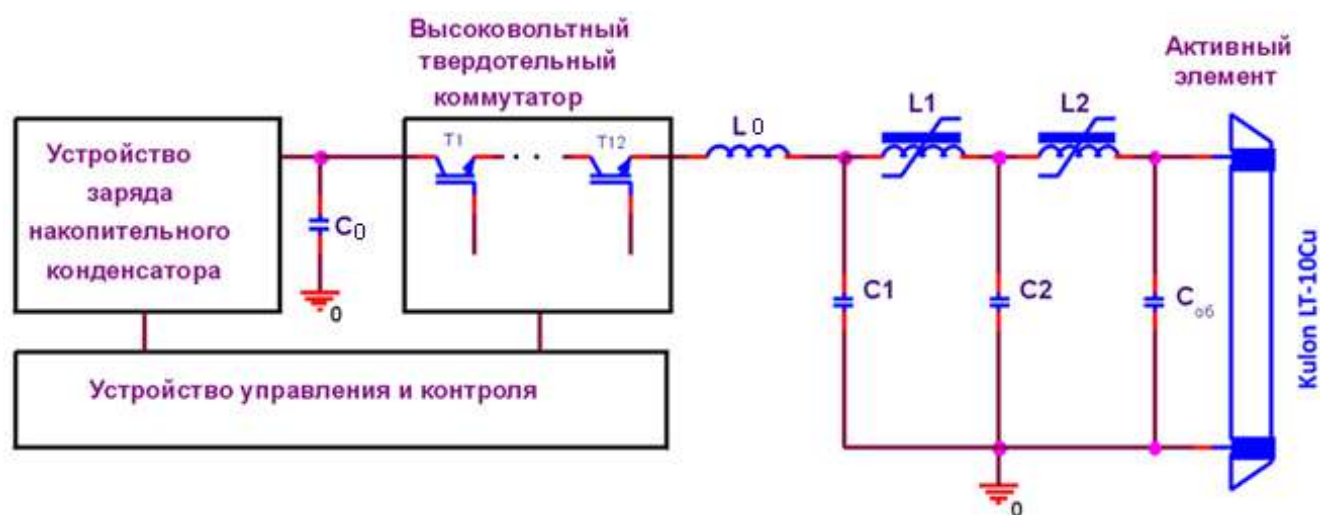 Высоковольтный
твердотельный
коммутатор
Активный
элемент
Устройство
заряда
накопительного
конденсатора
T1
T12
L0
L1
L2
C0
0
C1
C2
Cоб
Kulon LT-10Cu
Устройство управления и контроля
0